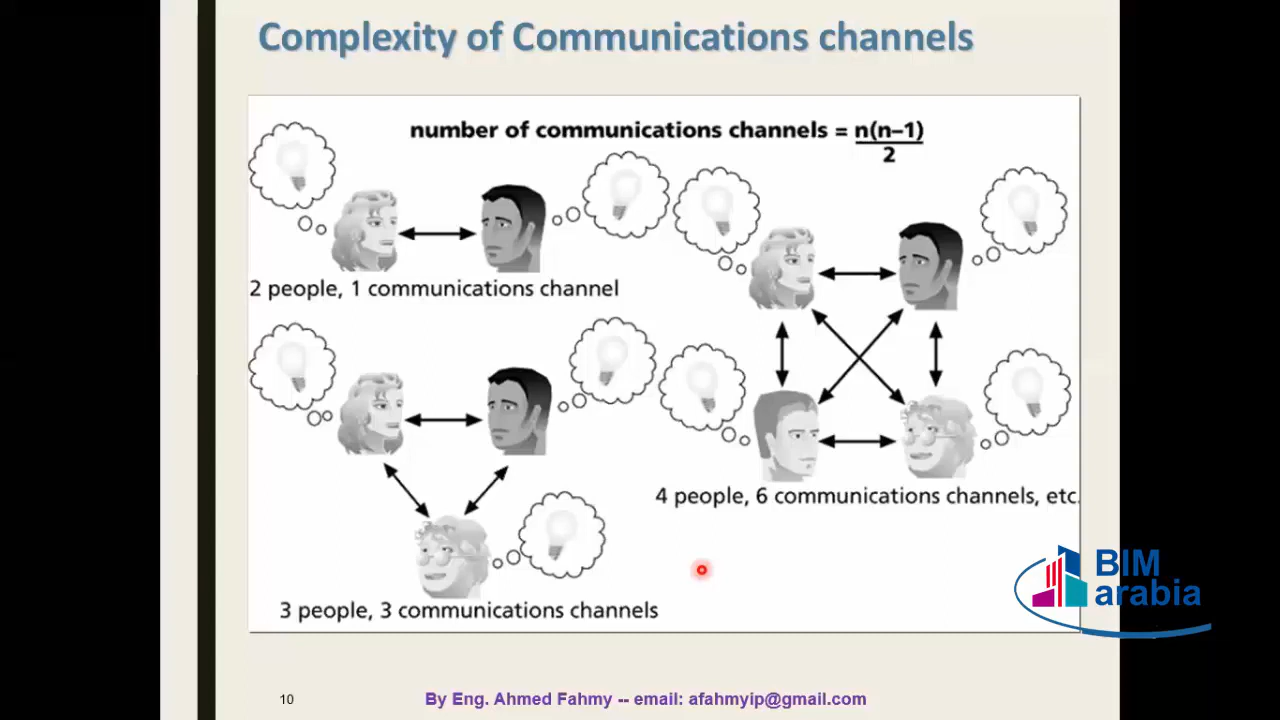 Complexity of Communications channels
number of communications channels = n(n–1)
2
2 people, 1 communications channel
3 people, 3 communications channels
4 people, 6 communications channels, etc.
BIM
arabia
10
By Eng. Ahmed Fahmy -- email: afahmyip@gmail.com